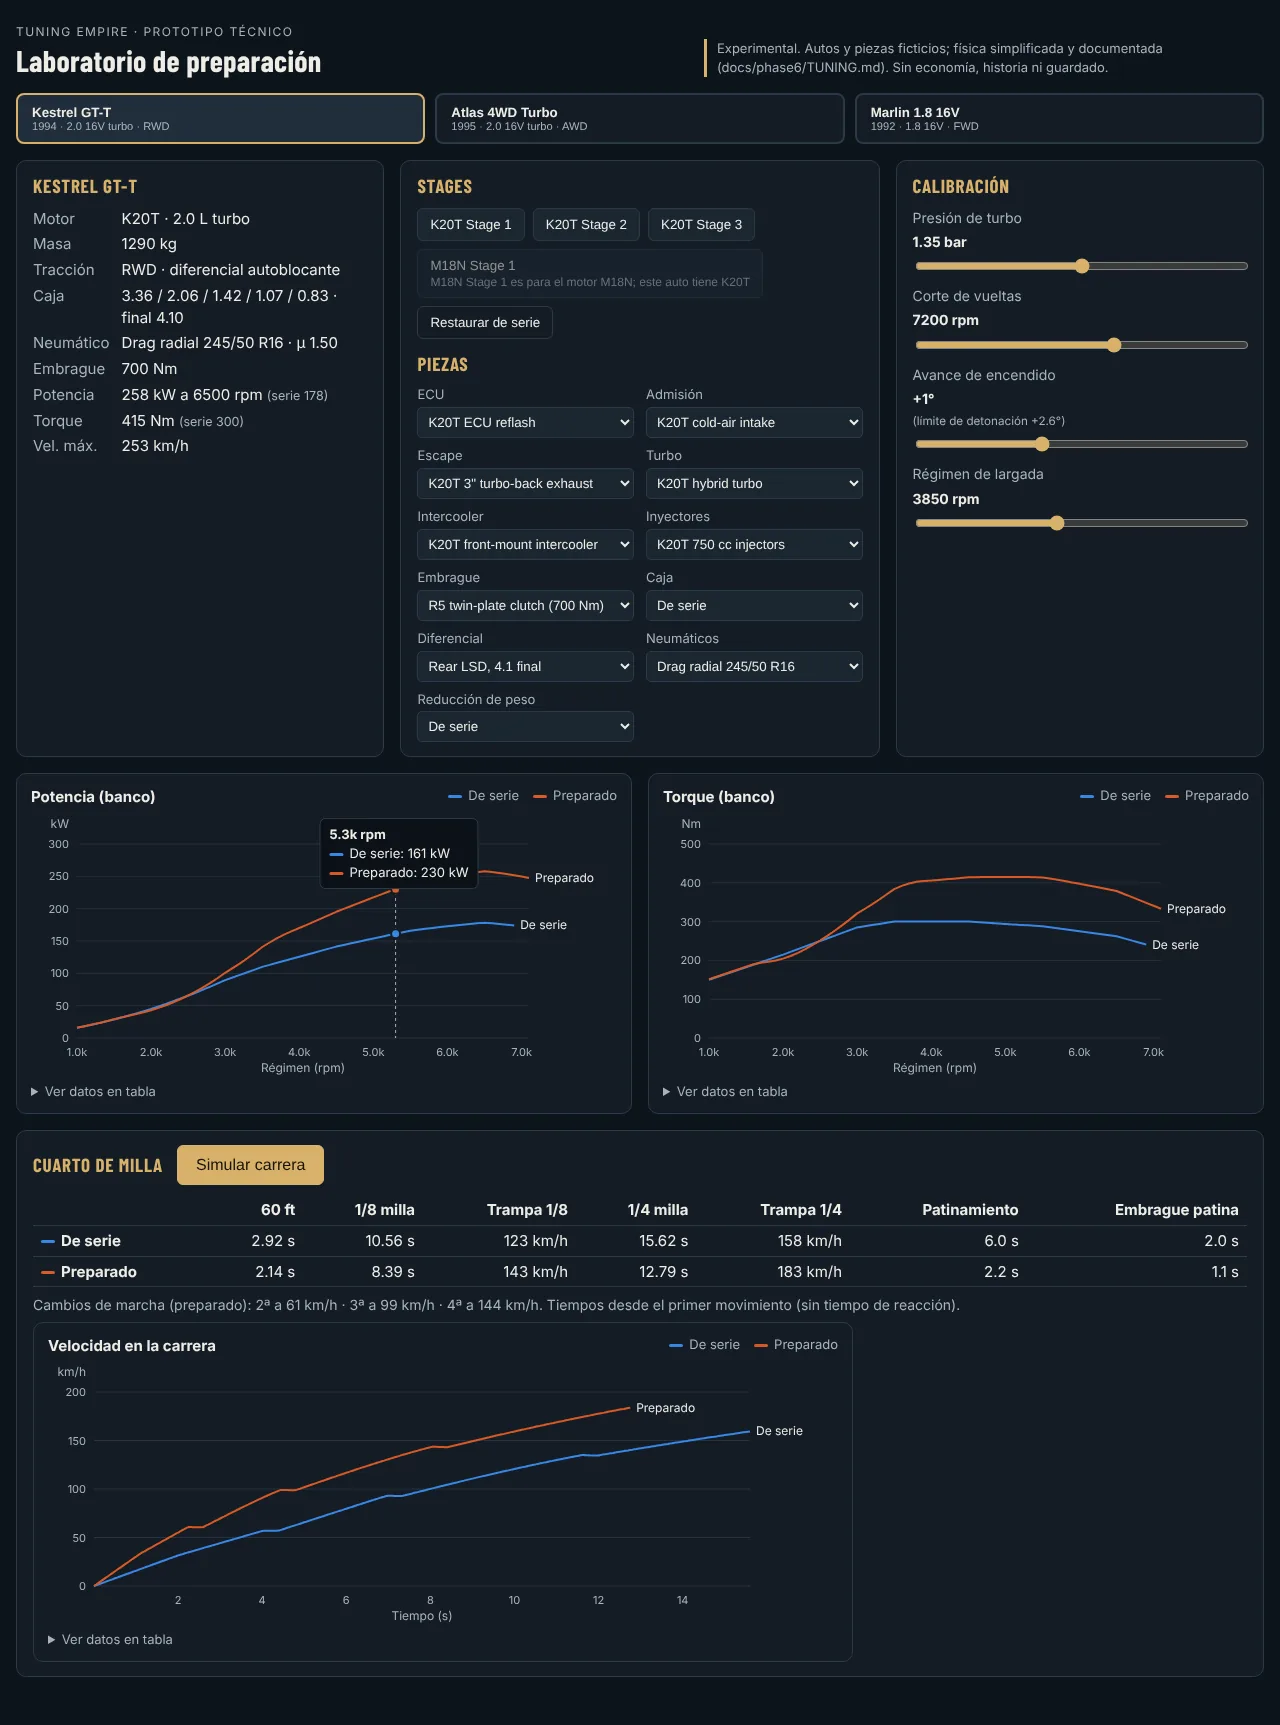 TUNING EMPIRE · PROTOTIPO TÉCNICO
Laboratorio de preparación
Experimental. Autos y piezas ficticios; física simplificada y documentada
(docs/phase6/TUNING.md). Sin economía, historia ni guardado.
Kestrel GT-T
1994 · 2.0 16V turbo · RWD
Atlas 4WD Turbo
1995 · 2.0 16V turbo · AWD
Marlin 1.8 16V
1992 · 1.8 16V · FWD
KESTREL GT-T
Motor K20T · 2.0 L turbo
Masa 1290 kg
Tracción RWD · diferencial autoblocante
Caja 3.36 / 2.06 / 1.42 / 1.07 / 0.83 ·
final 4.10
Neumático Drag radial 245/50 R16 · µ 1.50
Embrague 700 Nm
Potencia 258 kW a 6500 rpm (serie 178)
Torque 415 Nm (serie 300)
Vel. máx. 253 km/h
STAGES
K20T Stage 1 K20T Stage 2 K20T Stage 3
M18N Stage 1
M18N Stage 1 es para el motor M18N; este auto tiene K20T
Restaurar de serie
PIEZAS
ECU Admisión
K20T ECU reflash K20T cold-air intake
Escape Turbo
K20T 3" turbo-back exhaust K20T hybrid turbo
Intercooler Inyectores
K20T front-mount intercooler K20T 750 cc injectors
Embrague Caja
R5 twin-plate clutch (700 Nm) De serie
Diferencial Neumáticos
Rear LSD, 4.1 final Drag radial 245/50 R16
Reducción de peso
De serie
CALIBRACIÓN
Presión de turbo
1.35 bar
Corte de vueltas
7200 rpm
Avance de encendido
+1°
(límite de detonación +2.6°)
Régimen de largada
3850 rpm
Potencia (banco) De serie Preparado
kW
300
250
200
150
100
50
0
5.3k rpm
De serie: 161 kW
Preparado: 230 kW
Preparado
De serie
1.0k 2.0k 3.0k 4.0k 5.0k 6.0k 7.0k
Régimen (rpm)
Ver datos en tabla
Torque (banco) De serie Preparado
Nm
500
400
300
200
100
0
Preparado
De serie
1.0k 2.0k 3.0k 4.0k 5.0k 6.0k 7.0k
Régimen (rpm)
Ver datos en tabla
CUARTO DE MILLA Simular carrera
60 ft 1/8 milla Trampa 1/8 1/4 milla Trampa 1/4 Patinamiento Embrague patina
De serie 2.92 s 10.56 s 123 km/h 15.62 s 158 km/h 6.0 s 2.0 s
Preparado 2.14 s 8.39 s 143 km/h 12.79 s 183 km/h 2.2 s 1.1 s
Cambios de marcha (preparado): 2ª a 61 km/h · 3ª a 99 km/h · 4ª a 144 km/h. Tiempos desde el primer movimiento (sin tiempo de reacción).
Velocidad en la carrera De serie Preparado
km/h
200
150
100
50
0
Preparado
De serie
2 4 6 8 10 12 14
Tiempo (s)
Ver datos en tabla